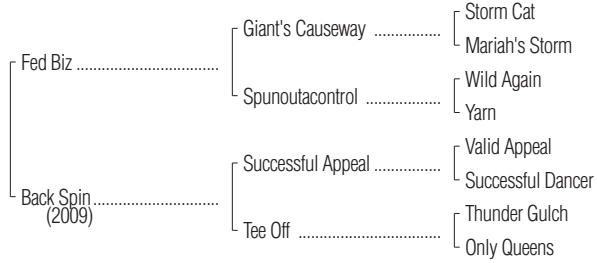 Storm Cat
Giant's Causeway ................
Mariah's Storm
Fed Biz ...................................
Wild Again
Spunoutacontrol ..................
Yarn
Valid Appeal
Successful Appeal ................
Successful Dancer
Back Spin ...............................
(2009)
Thunder Gulch
Tee Off ...................................
Only Queens